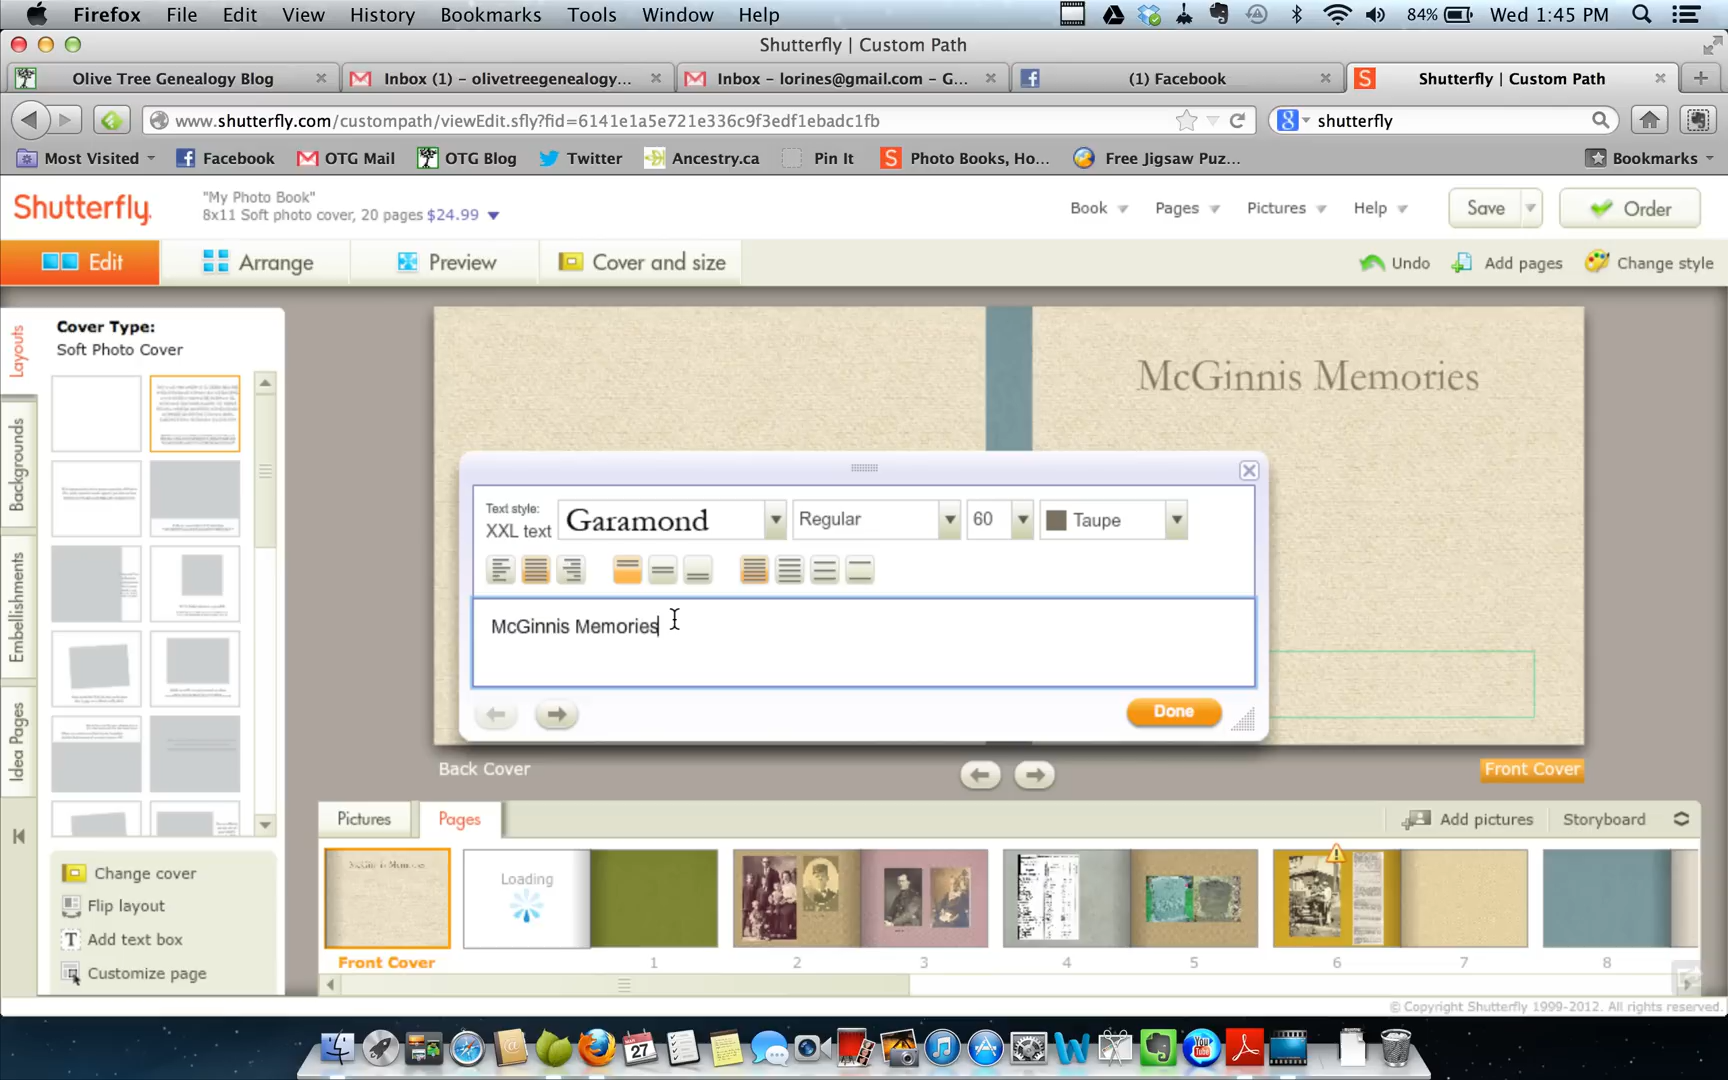 Firefox File Edit View History Bookmarks Tools Window Help 84% Wed 1:45 PM
Shutterfly | Custom Path
Olive Tree Genealogy Blog Inbox (1) – olivetreegenealogy... Inbox – lorines@gmail.com – G... (1) Facebook Shutterfly | Custom Path
www.shutterfly.com/custompath/viewEdit.sfly?fid=6141e1a5e721e336c9f3edf1ebadc1fb shutterfly
Most Visited Facebook OTG Mail OTG Blog Twitter Ancestry.ca Pin It Photo Books, Ho... Free Jigsaw Puz... Bookmarks
Shutterfly.
"My Photo Book"
8x11 Soft photo cover, 20 pages $24.99
Book Pages Pictures Help Save Order
Edit Arrange Preview Cover and size Undo Add pages Change style
Layouts
Backgrounds
Embellishments
Idea Pages
Cover Type:
Soft Photo Cover
Change cover
Flip layout
Add text box
Customize page
McGinnis Memories
Text style:
XXL text Garamond Regular 60 Taupe
McGinnis Memories
Done
Back Cover Front Cover
Pictures Pages Add pictures Storyboard
McGinnis Memories
Loading
Front Cover 1 2 3 4 5 6 7 8
© Copyright Shutterfly 1999-2012. All rights reserved.
MAR
27
You
Tube